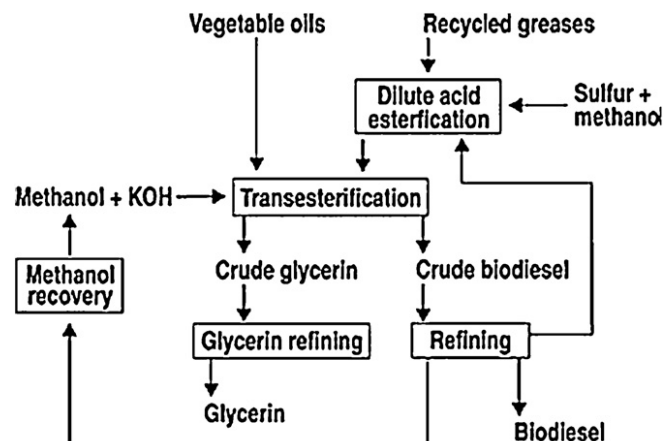 Vegetable oils
Recycled greases
Dilute acid
esterfication
Sulfur +
methanol
Methanol + KOH
Transesterification
Methanol
recovery
Crude glycerin
Crude biodiesel
Glycerin refining
Refining
Glycerin
Biodiesel